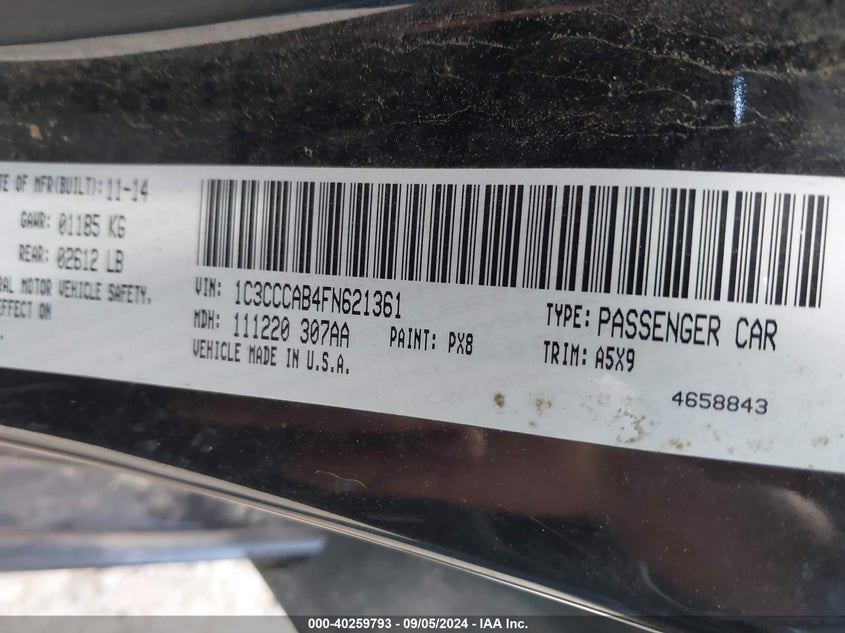 TE OF MFR(BUILT): 11-14
GAWR: 01185 KG
REAR: 02612 LB
RAL MOTOR VEHICLE SAFETY,
EFFECT ON
VIN: 1C3CCCAB4FN621361
MDH: 111220 307AA
PAINT: PX8
VEHICLE MADE IN U.S.A.
TYPE: PASSENGER CAR
TRIM: A5X9
4658843
000-40259793 - 09/05/2024 - IAA Inc.